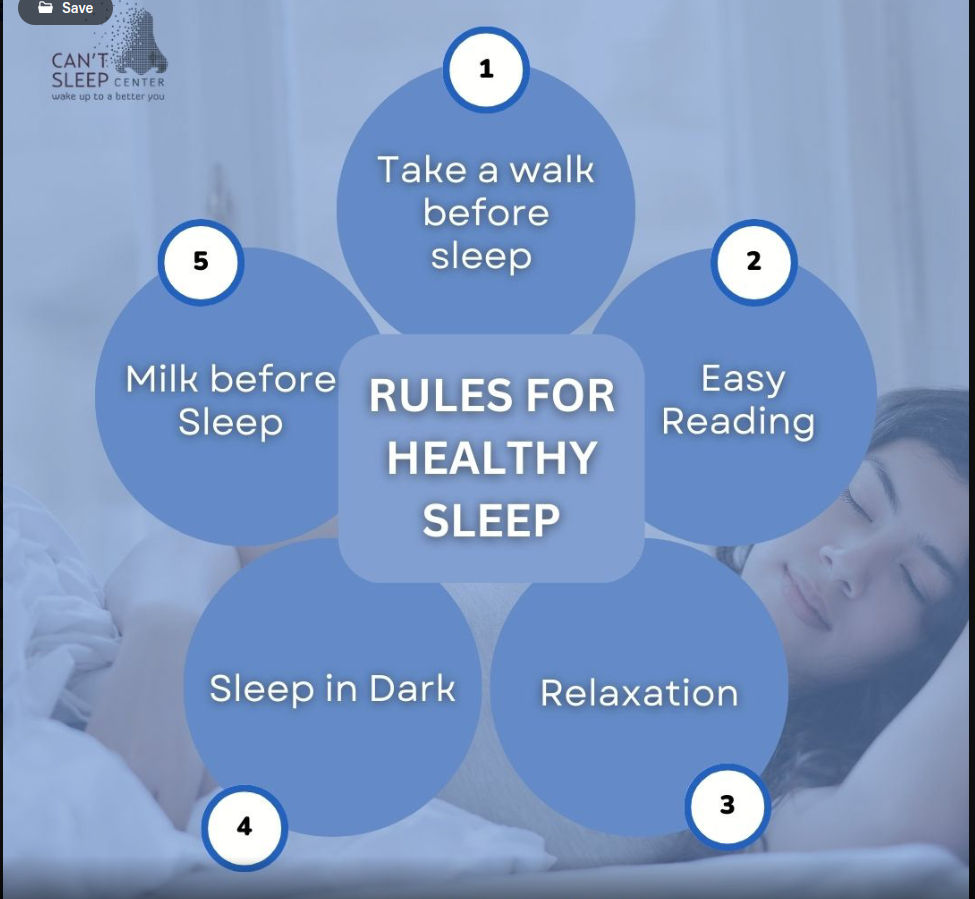 Save
CAN'T
SLEEP CENTER
wake up to a better you
1
Take a walk
before
sleep
2
Easy
Reading
3
Relaxation
4
Sleep in Dark
5
Milk before
Sleep
RULES FOR
HEALTHY
SLEEP